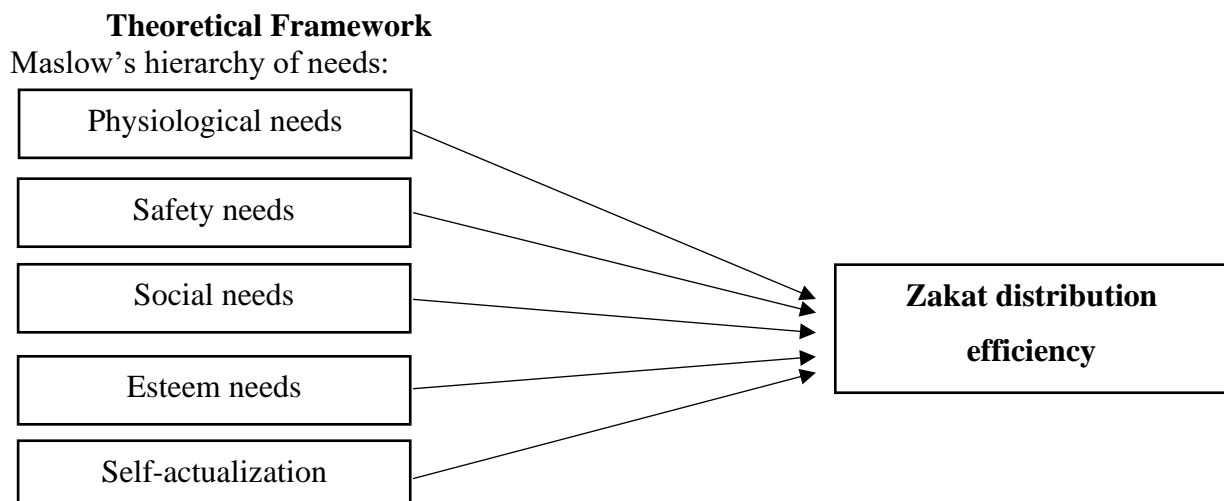 Theoretical Framework
Maslow’s hierarchy of needs:
Physiological needs
Safety needs
Social needs
Esteem needs
Self-actualization
Zakat distribution
efficiency